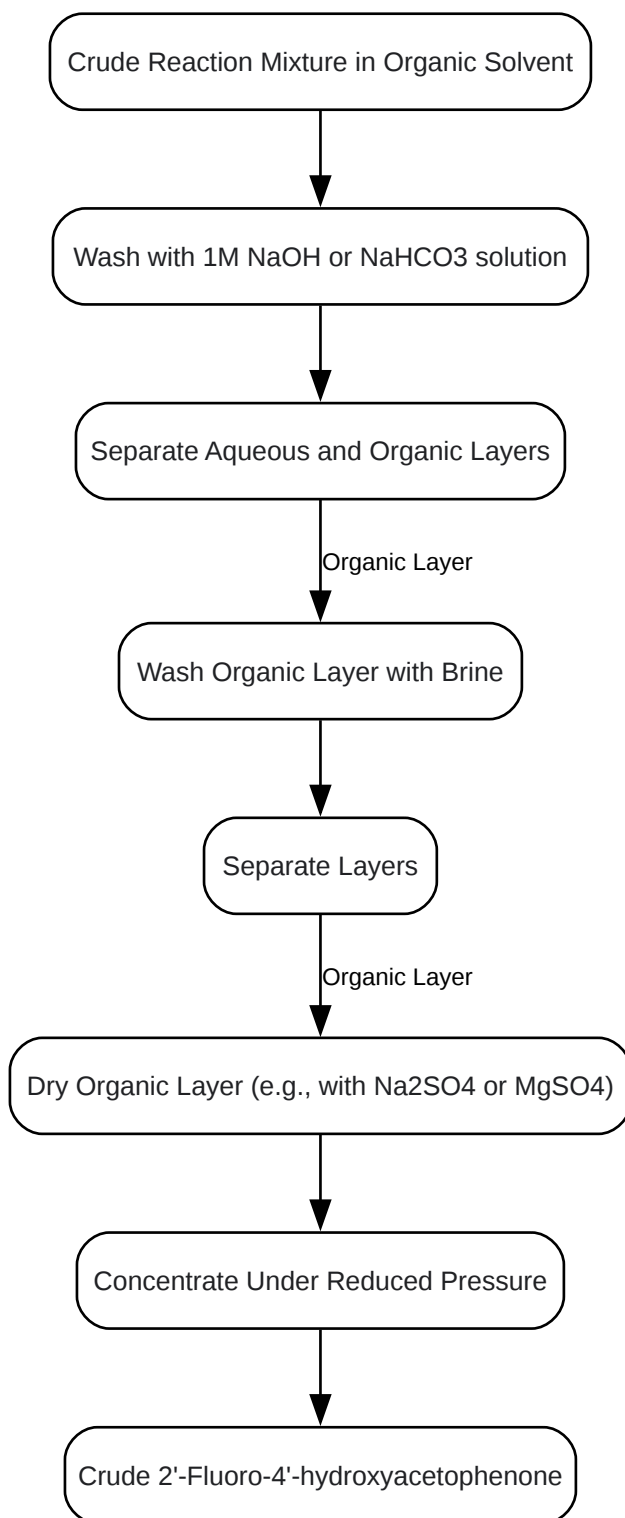 Crude Reaction Mixture in Organic Solvent
Wash with 1M NaOH or NaHCO3 solution
Separate Aqueous and Organic Layers
Organic Layer
Wash Organic Layer with Brine
Separate Layers
Organic Layer
Dry Organic Layer (e.g., with Na2SO4 or MgSO4)
Concentrate Under Reduced Pressure
Crude 2'-Fluoro-4'-hydroxyacetophenone